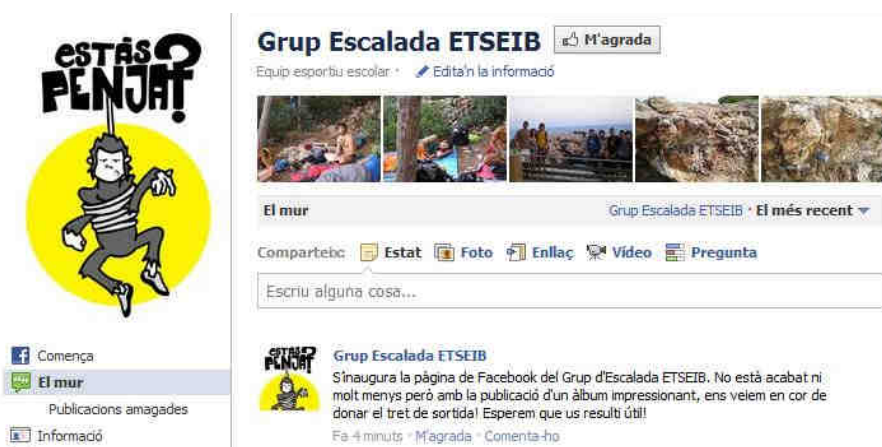 estás
PENJAT?
Grup Escalada ETSEIB
M'agrada
Equip esportiu escolar · Edita'n la informació
El mur
Grup Escalada ETSEIB · El més recent
Comparteix: Estat Foto Enllaç Vídeo Pregunta
Escriu alguna cosa...
Comença
El mur
Publicacions amagades
Informació
estás
PENJAT?
Grup Escalada ETSEIB
S'inaugura la pàgina de Facebook del Grup d'Escalada ETSEIB. No està acabat ni
molt menys però amb la publicació d'un àlbum impressionant, ens veiem en cor de
donar el tret de sortida! Esperem que us resulti útil!
Fa 4 minuts · M'agrada · Comenta-ho